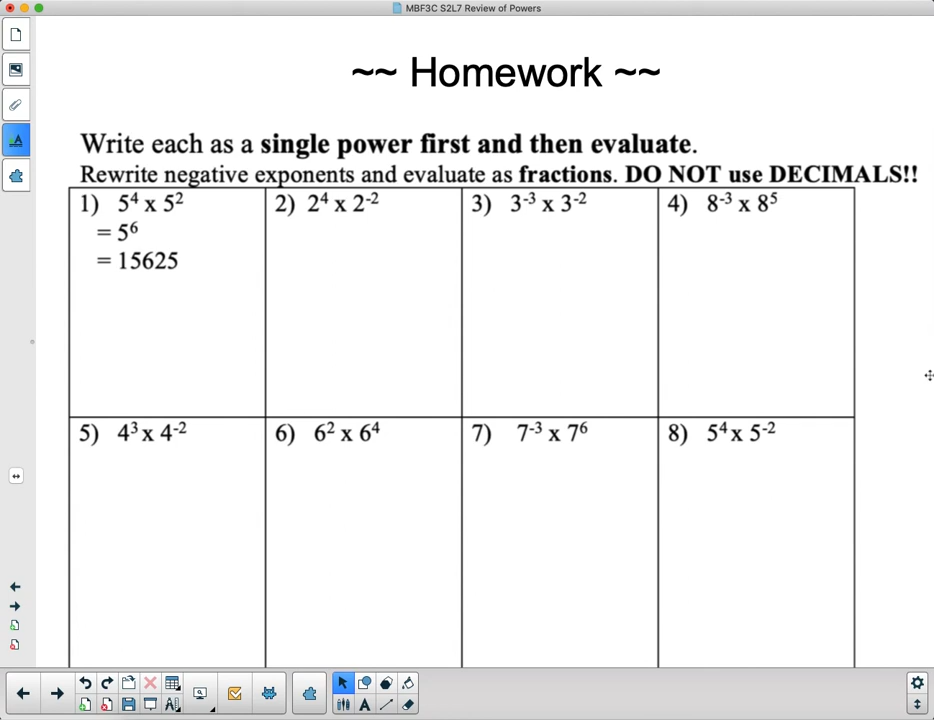 MBF3C S2L7 Review of Powers
~~ Homework ~~
Write each as a single power first and then evaluate.
Rewrite negative exponents and evaluate as fractions. DO NOT use DECIMALS!!
1) 5⁴ x 5²
= 5⁶
= 15625
2) 2⁴ x 2⁻²
3) 3⁻³ x 3⁻²
4) 8⁻³ x 8⁵
5) 4³ x 4⁻²
6) 6² x 6⁴
7) 7⁻³ x 7⁶
8) 5⁴ x 5⁻²